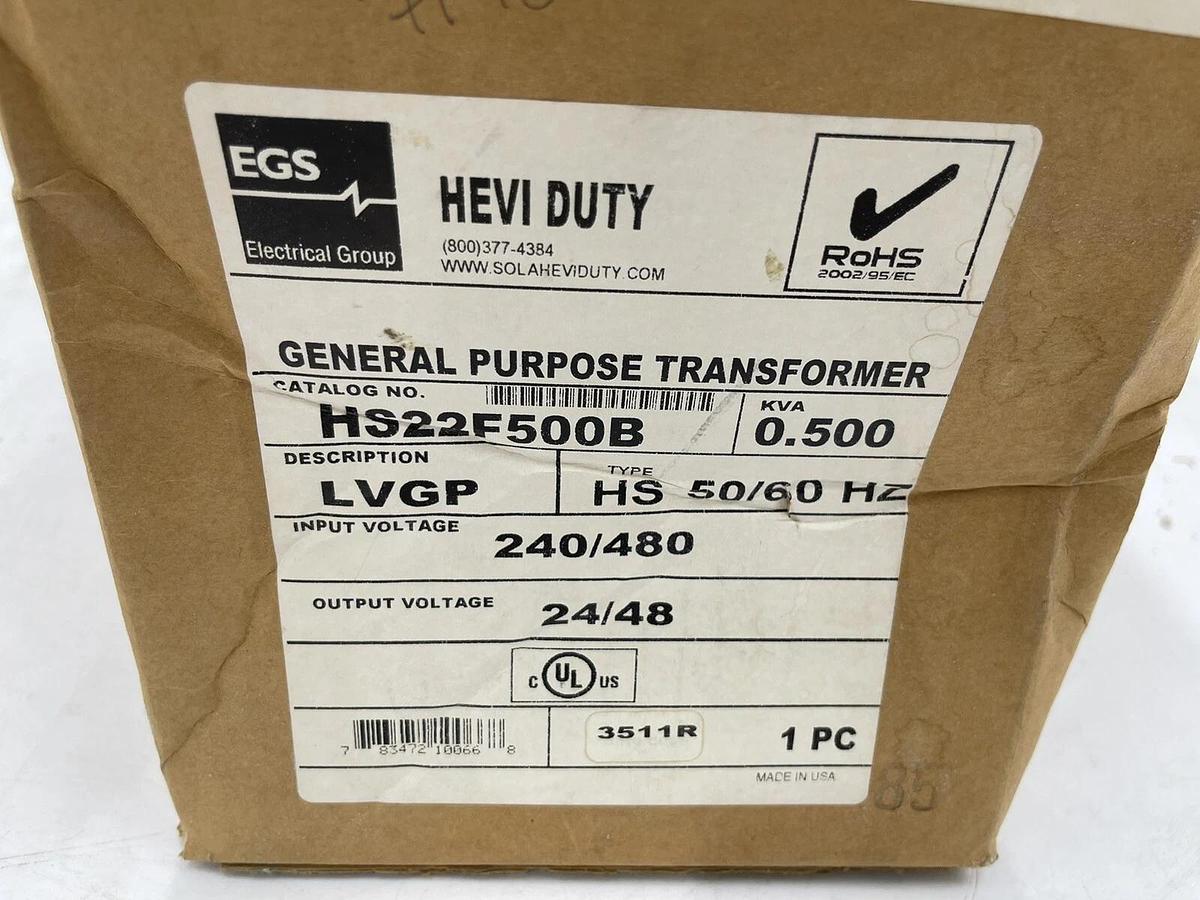 EGS
Electrical Group
HEVI DUTY
(800)377-4384
WWW.SOLAHEVIDUTY.COM
RoHS
2002/95/EC
GENERAL PURPOSE TRANSFORMER
CATALOG NO.
HS22F500B
KVA
0.500
DESCRIPTION
LVGP
TYPE
HS 50/60 HZ
INPUT VOLTAGE
240/480
OUTPUT VOLTAGE
24/48
C UL US
7 83472 10066 8
3511R
1 PC
MADE IN USA
85